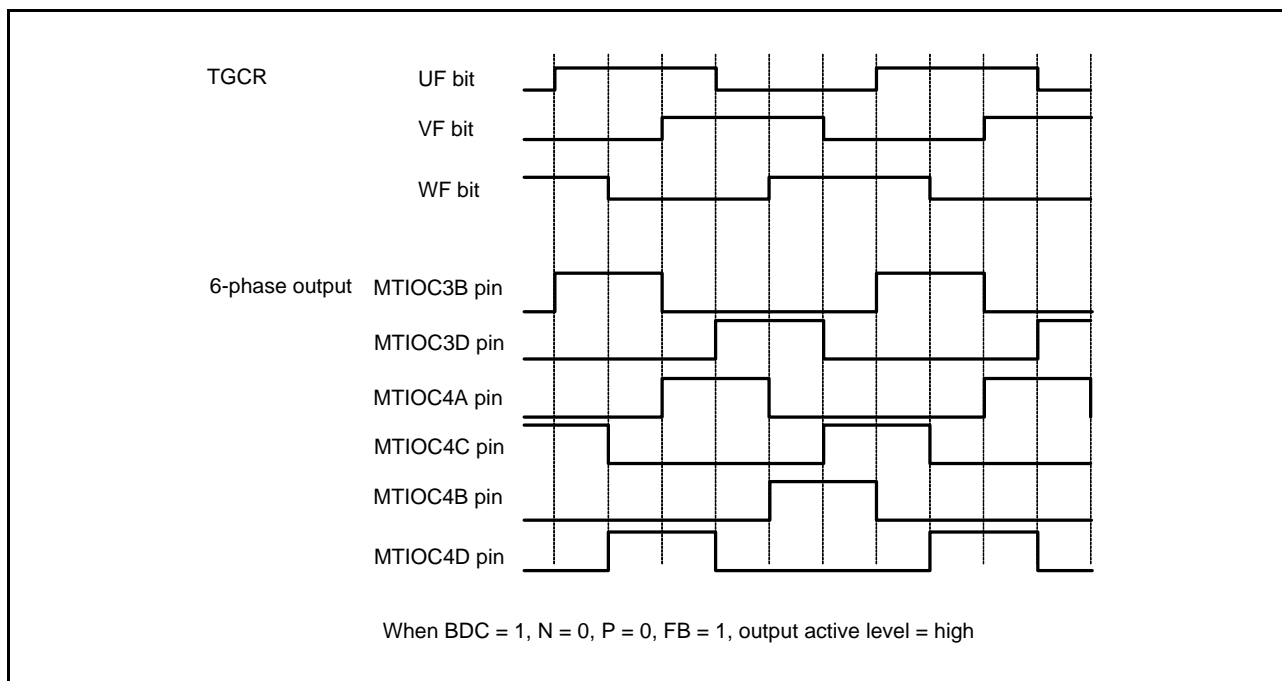 TGCR
UF bit
VF bit
WF bit
6-phase output
MTIOC3B pin
MTIOC3D pin
MTIOC4A pin
MTIOC4C pin
MTIOC4B pin
MTIOC4D pin
When BDC = 1, N = 0, P = 0, FB = 1, output active level = high